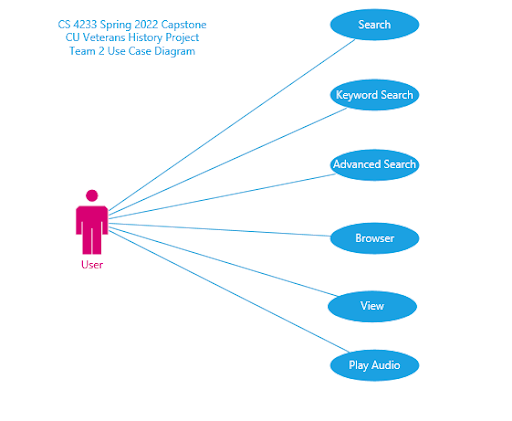 CS 4233 Spring 2022 Capstone
CU Veterans History Project
Team 2 Use Case Diagram
Search
Keyword Search
Advanced Search
Browser
User
View
Play Audio